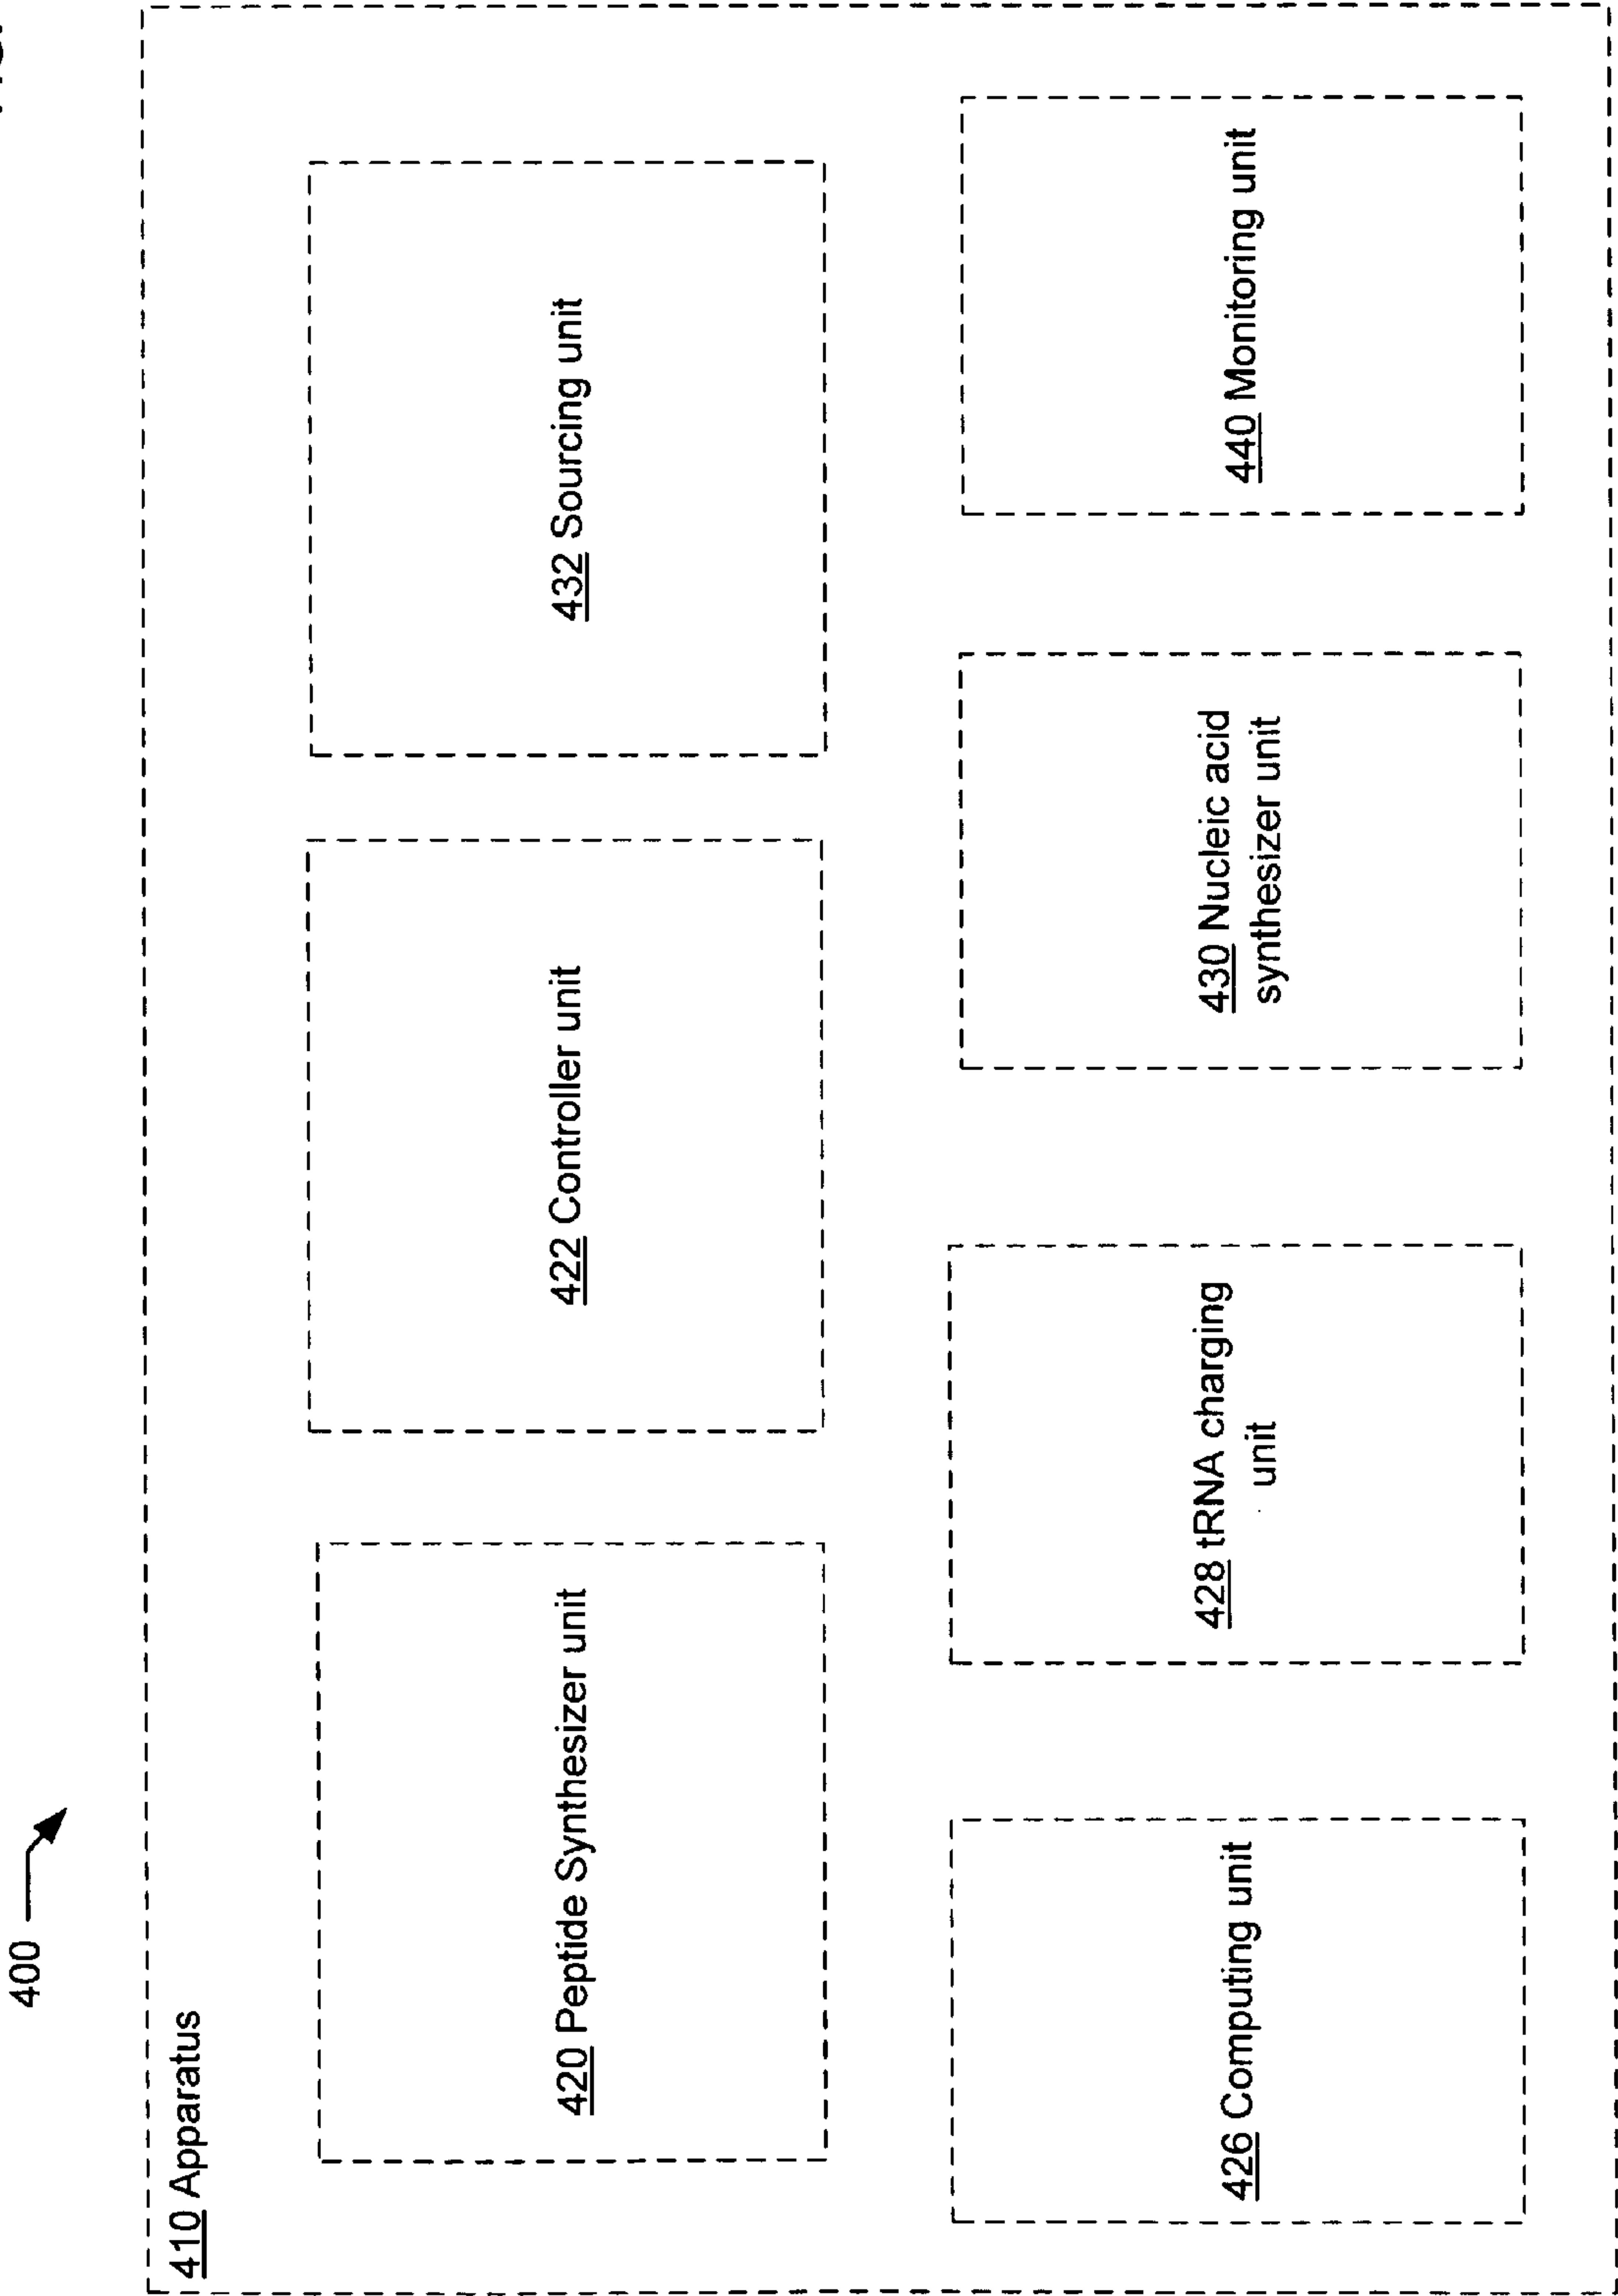 400
410 Apparatus
420 Peptide Synthesizer unit
422 Controller unit
432 Sourcing unit
426 Computing unit
428 tRNA charging
unit
430 Nucleic acid
synthesizer unit
440 Monitoring unit